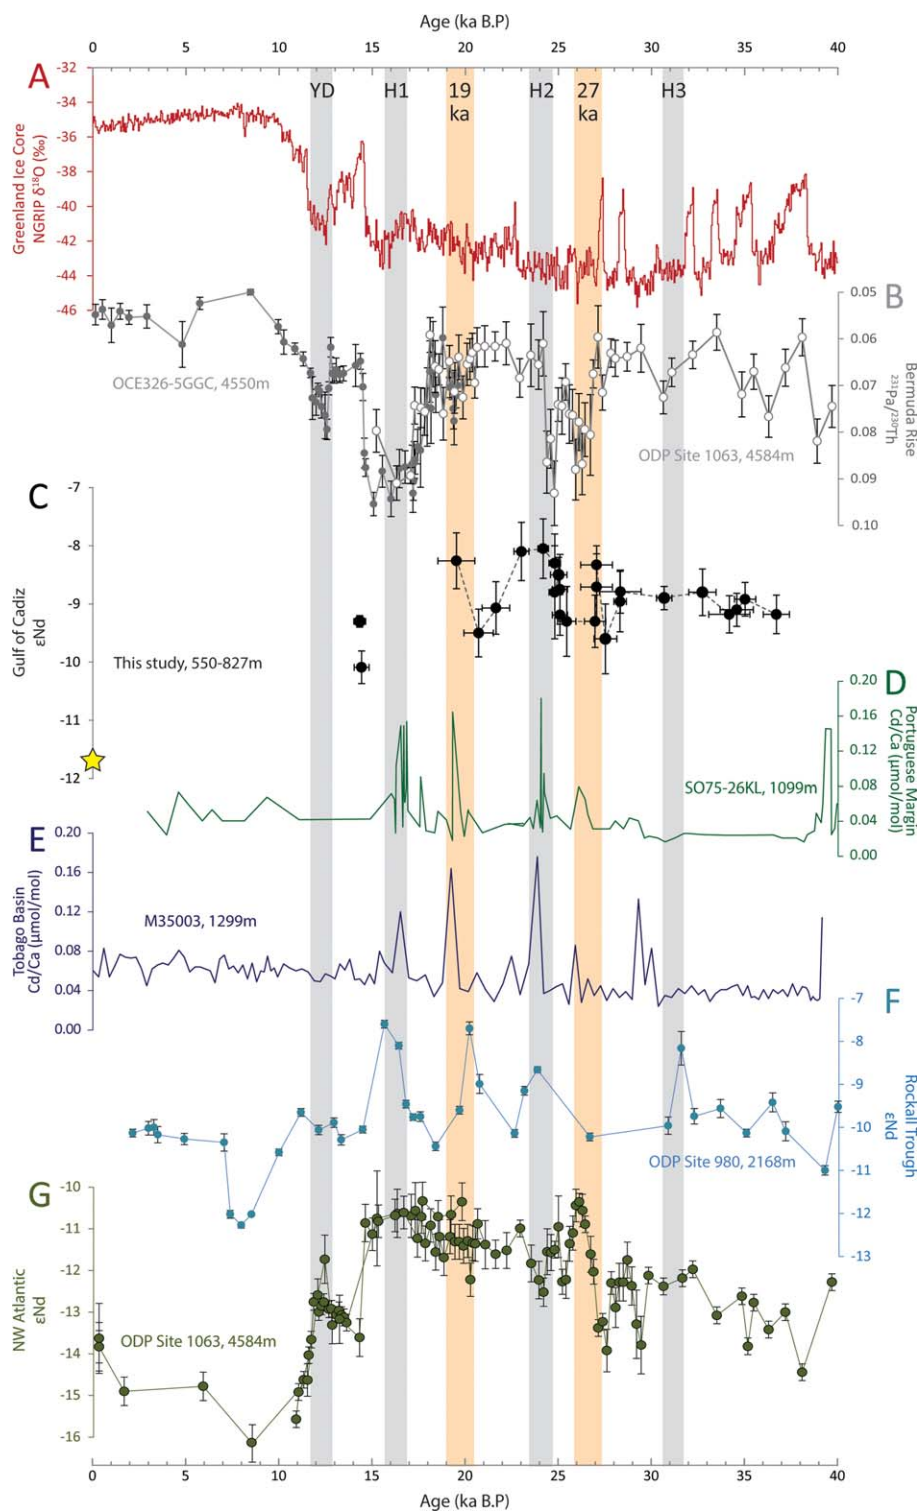 Age (ka B.P)
0 5 10 15 20 25 30 35 40
A
YD H1 19 ka H2 27 ka H3
Greenland Ice Core
NGRIP δ¹⁸O (‰)
-32
-34
-36
-38
-40
-42
-44
-46
B
0.05
0.06
0.07
0.08
0.09
0.10
Bermuda Rise
²³¹Pa/²³⁰Th
OCE326-5GGC, 4550m
ODP Site 1063, 4584m
C
-7
-8
-9
-10
-11
-12
Gulf of Cadiz
εNd
This study, 550-827m
D
0.20
0.16
0.12
0.08
0.04
0.00
Portuguese Margin
Cd/Ca (μmol/mol)
SO75-26KL, 1099m
E
0.20
0.16
0.12
0.08
0.04
0.00
Tobago Basin
Cd/Ca (μmol/mol)
M35003, 1299m
F
-7
-8
-9
-10
-11
-12
-13
Rockall Trough
εNd
ODP Site 980, 2168m
G
-10
-11
-12
-13
-14
-15
-16
NW Atlantic
εNd
ODP Site 1063, 4584m
0 5 10 15 20 25 30 35 40
Age (ka B.P)